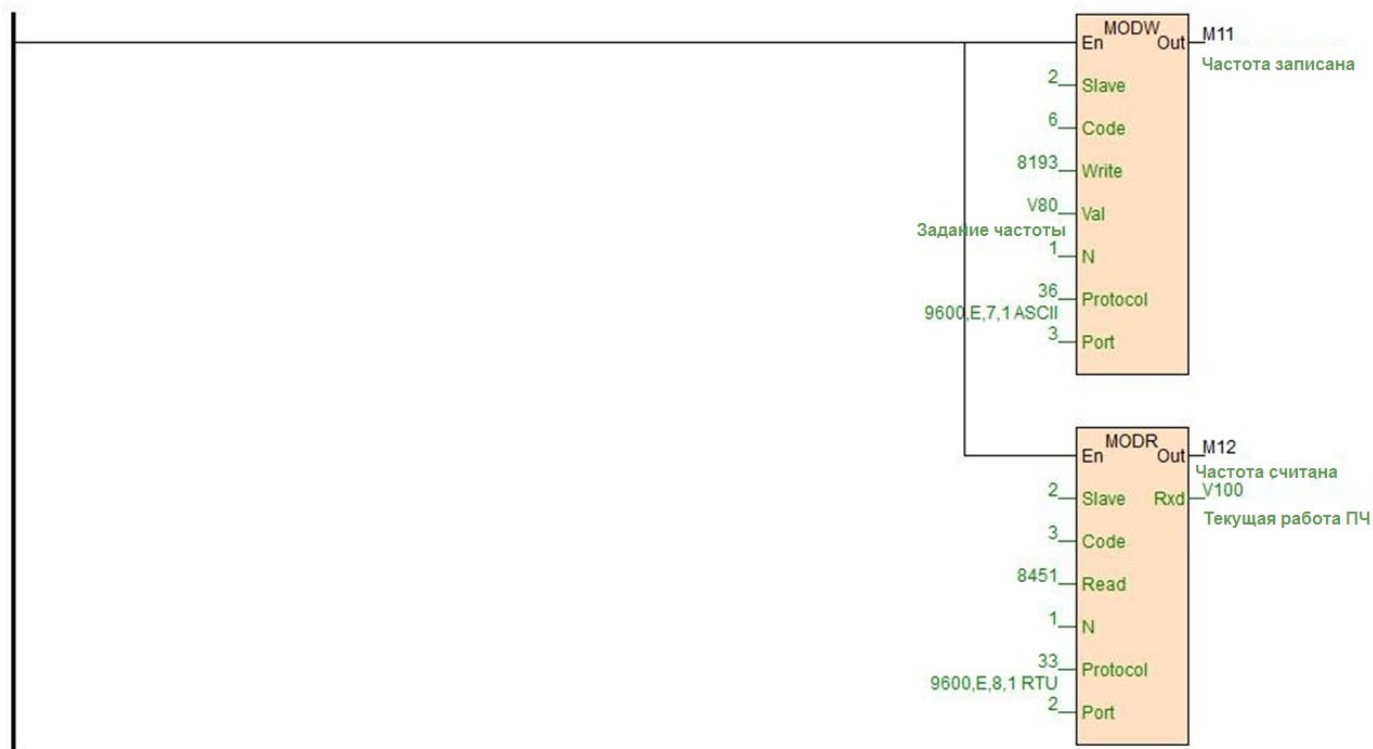 MODW
En Out M11
Частота записана
2 Slave
6 Code
8193 Write
V80 Val
Задание частоты
1 N
36 Protocol
9600,E,7,1 ASCII
3 Port
MODR
En Out M12
Частота считана
2 Slave Rxd V100
Текущая работа ПЧ
3 Code
8451 Read
1 N
33 Protocol
9600,E,8,1 RTU
2 Port